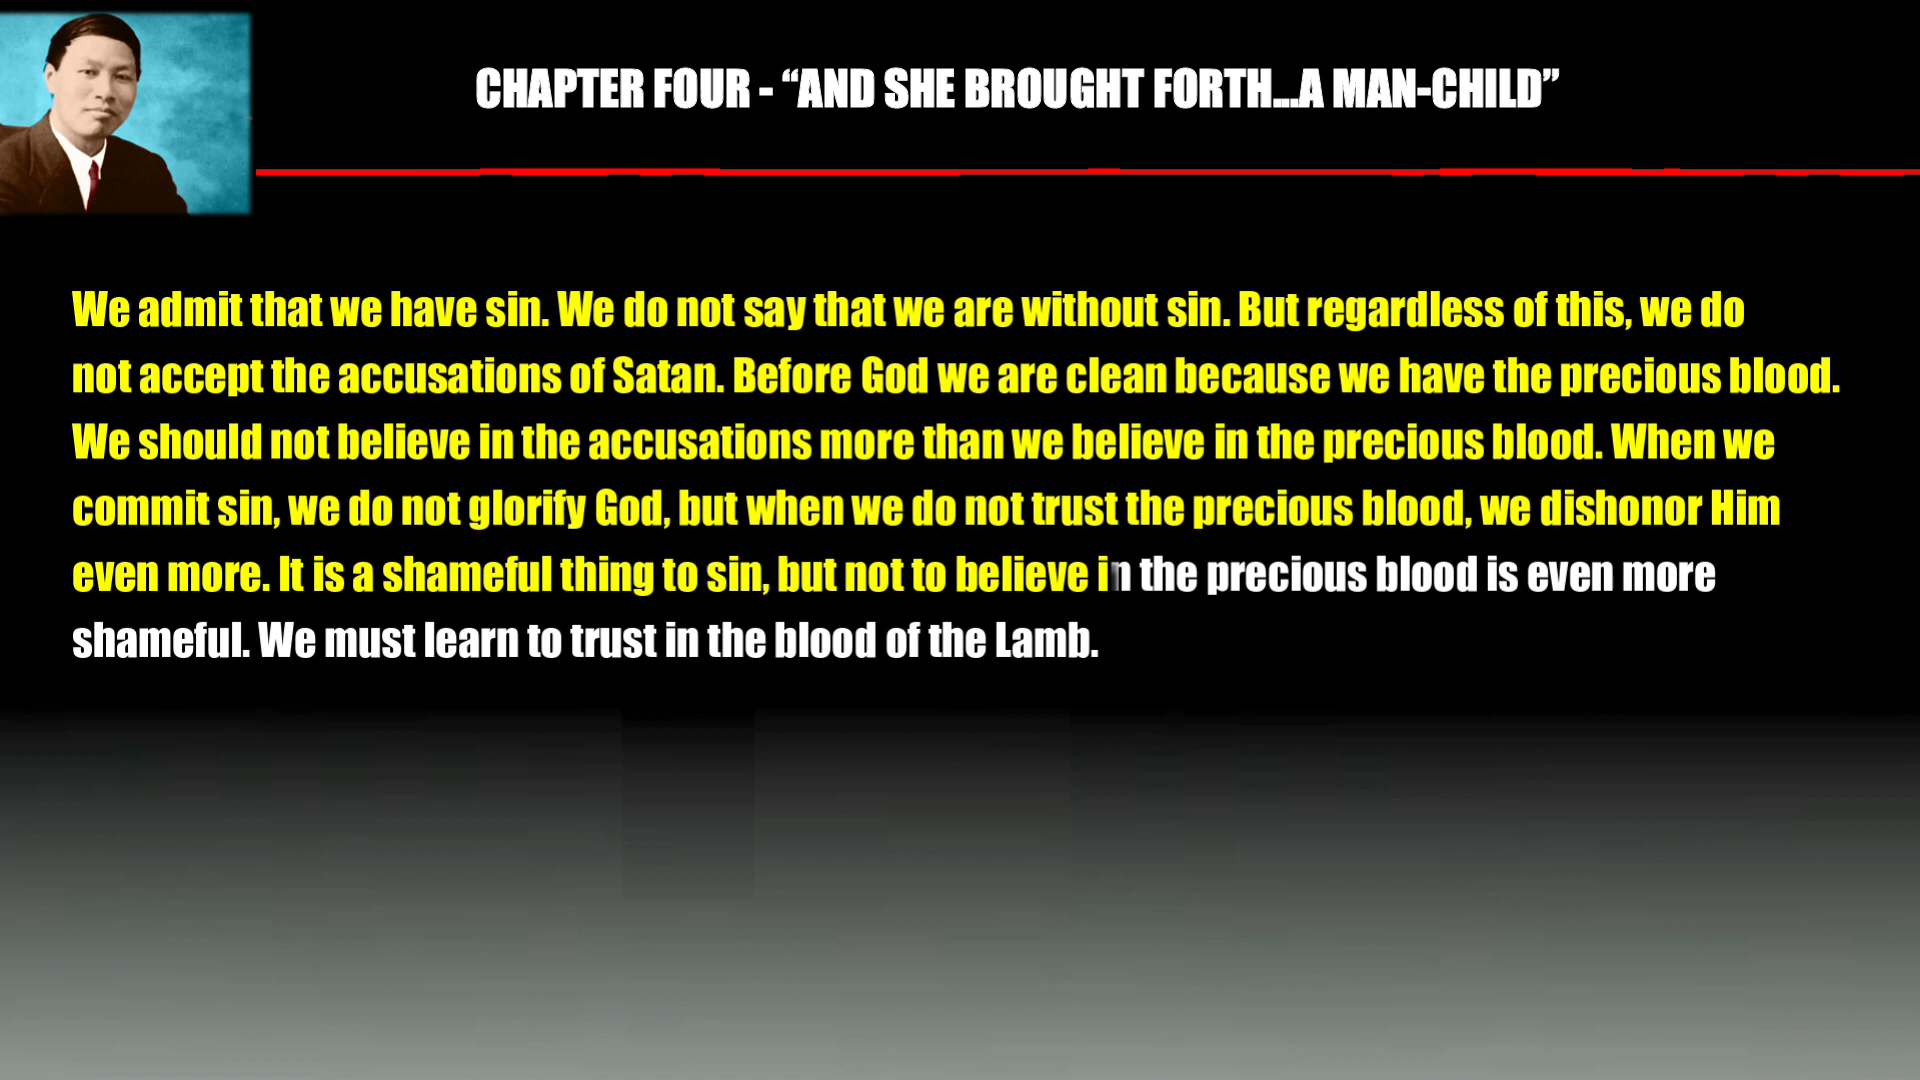 CHAPTER FOUR - “AND SHE BROUGHT FORTH...A MAN-CHILD”
We admit that we have sin. We do not say that we are without sin. But regardless of this, we do
not accept the accusations of Satan. Before God we are clean because we have the precious blood.
We should not believe in the accusations more than we believe in the precious blood. When we
commit sin, we do not glorify God, but when we do not trust the precious blood, we dishonor Him
even more. It is a shameful thing to sin, but not to believe in the precious blood is even more
shameful. We must learn to trust in the blood of the Lamb.